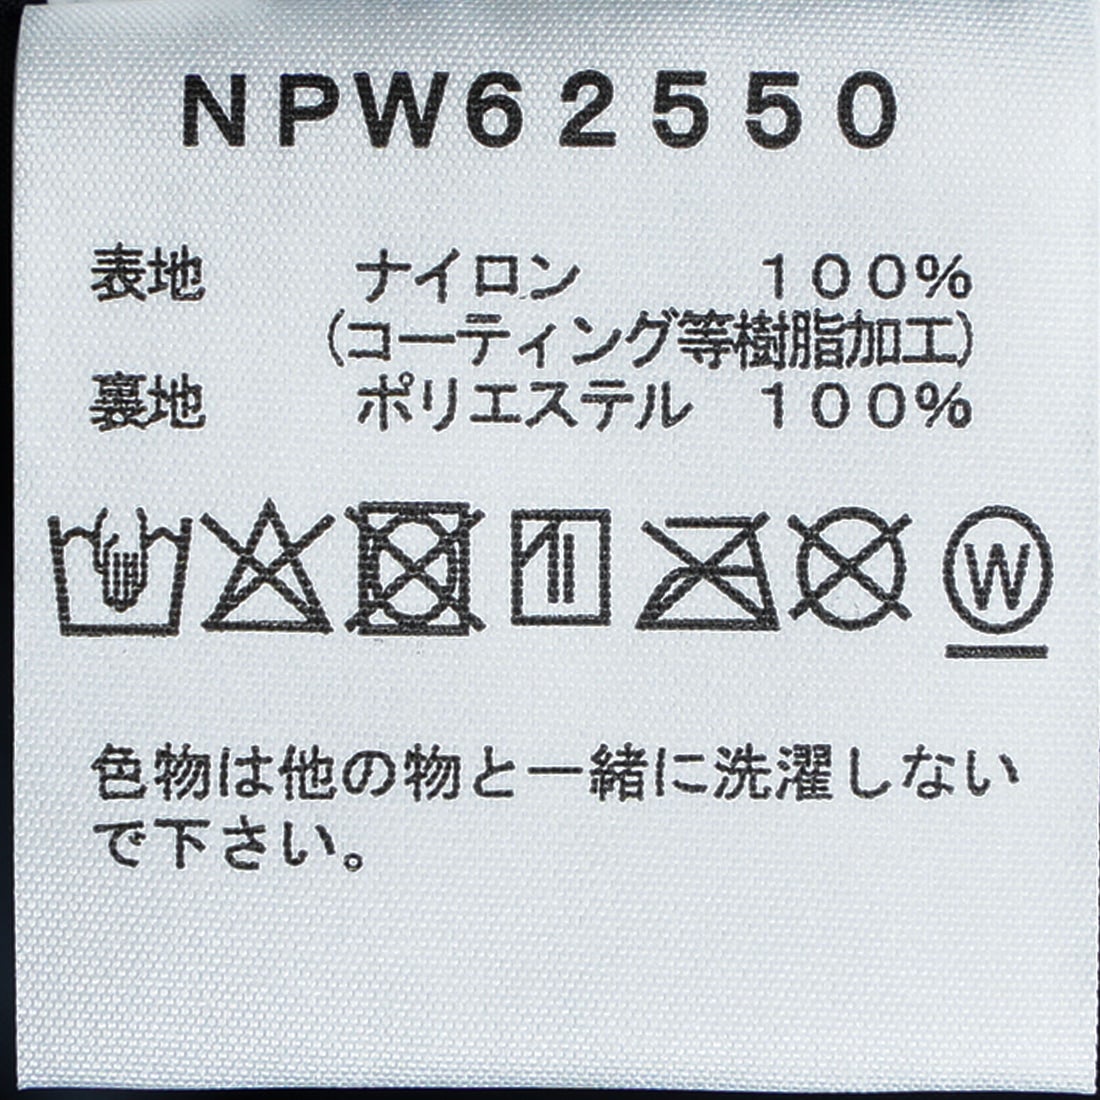 NPW62550
表地 ナイロン 100%
(コーティング等樹脂加工)
裏地 ポリエステル 100%
W
色物は他の物と一緒に洗濯しない
で下さい。